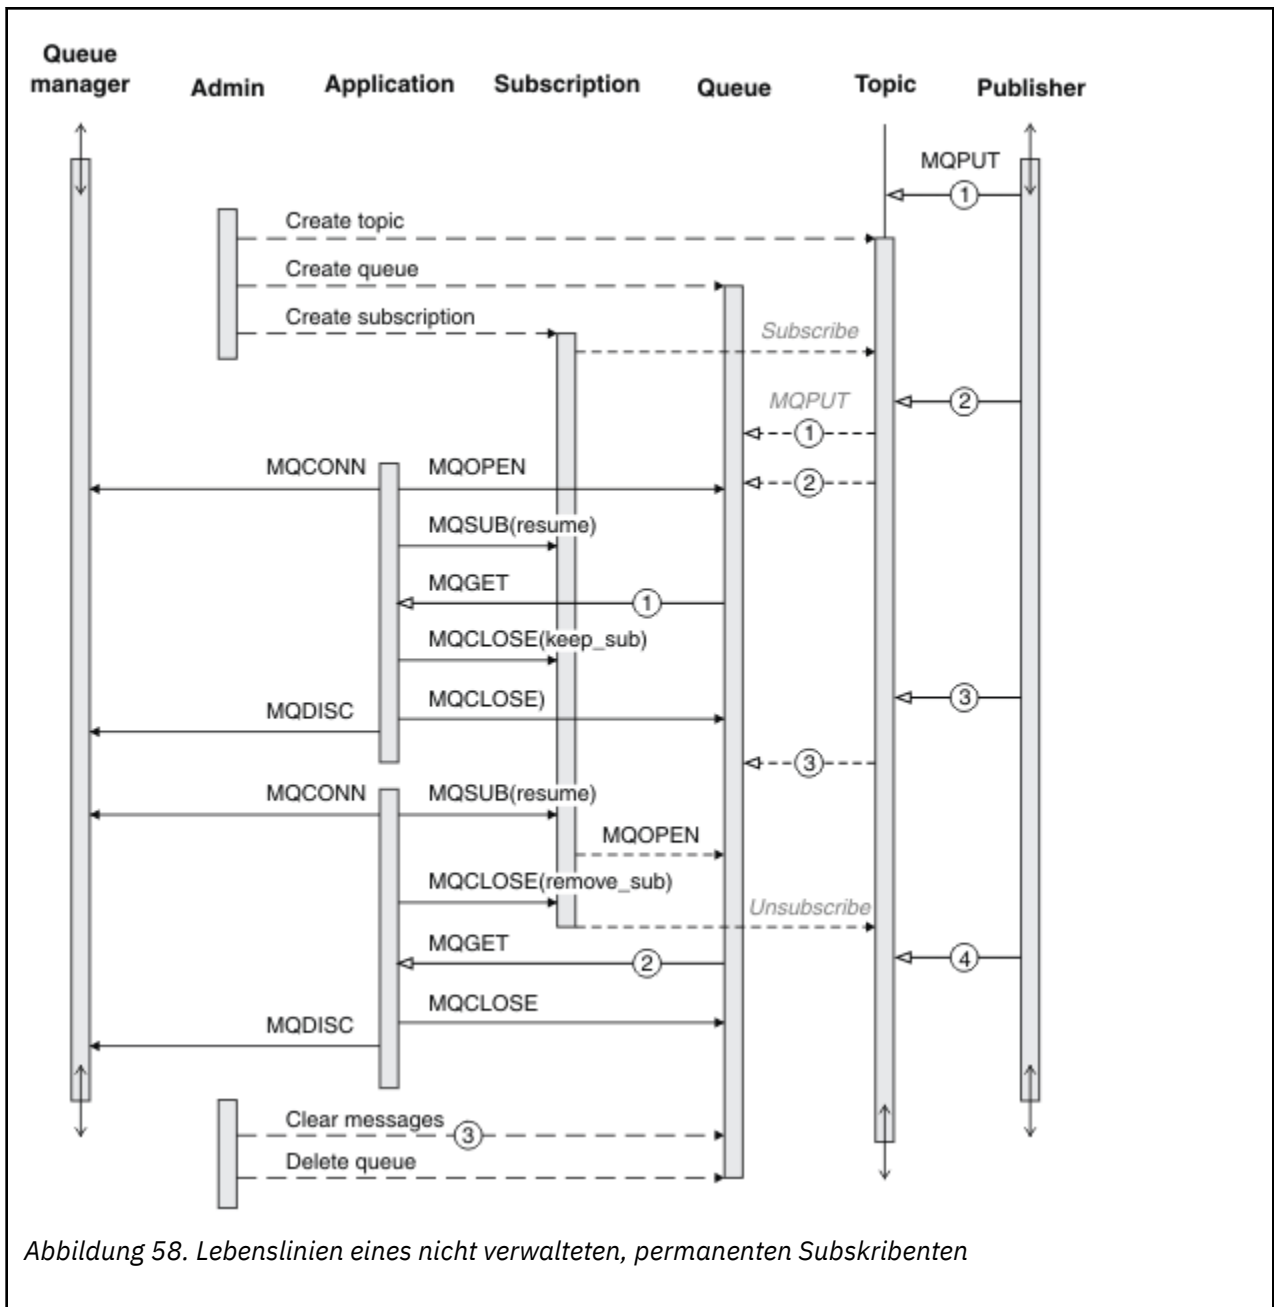 Queue
manager
Admin
Application
Subscription
Queue
Topic
Publisher
MQPUT
1
Create topic
Create queue
Create subscription
Subscribe
MQPUT
2
1
MQCONN
MQOPEN
2
MQSUB(resume)
MQGET
1
MQCLOSE(keep_sub)
MQCLOSE)
3
MQDISC
3
MQCONN
MQSUB(resume)
MQOPEN
MQCLOSE(remove_sub)
Unsubscribe
MQGET
2
4
MQCLOSE
MQDISC
Clear messages
3
Delete queue
Abbildung 58. Lebenslinien eines nicht verwalteten, permanenten Subskribenten